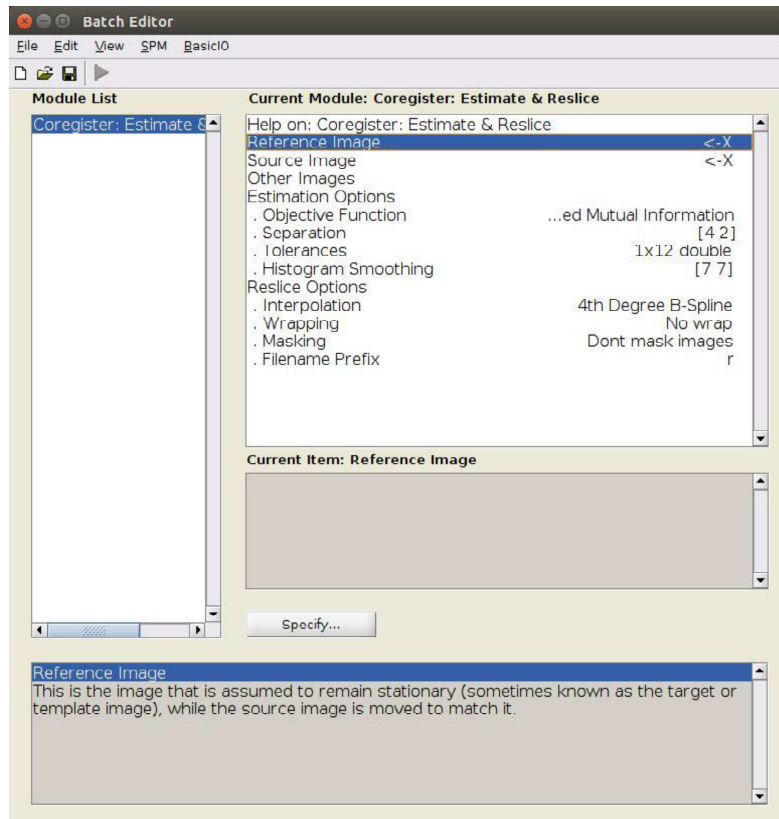 Batch Editor
File Edit View SPM BasicIO
Module List
Current Module: Coregister: Estimate & Reslice
Coregister: Estimate &
Help on: Coregister: Estimate & Reslice
Reference Image <-X
Source Image <-X
Other Images
Estimation Options
. Objective Function ...ed Mutual Information
. Separation [4 2]
. Tolerances 1x12 double
. Histogram Smoothing [7 7]
Reslice Options
. Interpolation 4th Degree B-Spline
. Wrapping No wrap
. Masking Dont mask images
. Filename Prefix r
Current Item: Reference Image
Specify...
Reference Image
This is the image that is assumed to remain stationary (sometimes known as the target or
template image), while the source image is moved to match it.